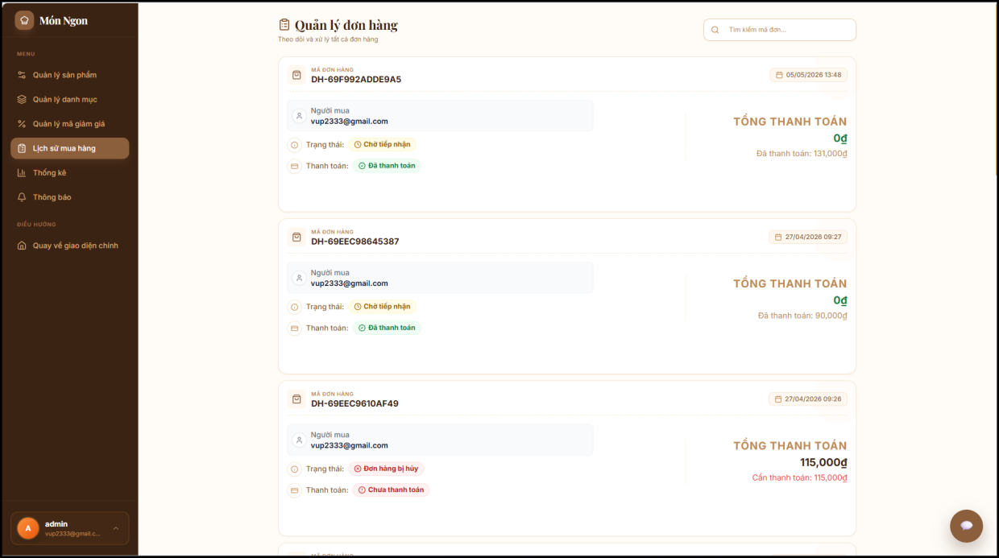 Món Ngon
MENU
Quản lý sản phẩm
Quản lý danh mục
Quản lý mã giảm giá
Lịch sử mua hàng
Thống kê
Thông báo
ĐIỀU HƯỚNG
Quay về giao diện chính
A
admin
vup2333@gmail.c...
Quản lý đơn hàng
Theo dõi và xử lý tất cả đơn hàng
Tìm kiếm mã đơn...
MÃ ĐƠN HÀNG
DH-69F992ADDE9A5
05/05/2026 13:48
Người mua
vup2333@gmail.com
Trạng thái: Chờ tiếp nhận
Thanh toán: Đã thanh toán
TỔNG THANH TOÁN
0₫
Đã thanh toán: 131,000₫
MÃ ĐƠN HÀNG
DH-69EEC98645387
27/04/2026 09:27
Người mua
vup2333@gmail.com
Trạng thái: Chờ tiếp nhận
Thanh toán: Đã thanh toán
TỔNG THANH TOÁN
0₫
Đã thanh toán: 90,000₫
MÃ ĐƠN HÀNG
DH-69EEC9610AF49
27/04/2026 09:26
Người mua
vup2333@gmail.com
Trạng thái: Đơn hàng bị hủy
Thanh toán: Chưa thanh toán
TỔNG THANH TOÁN
115,000₫
Cần thanh toán: 115,000₫
MÃ ĐƠN HÀNG